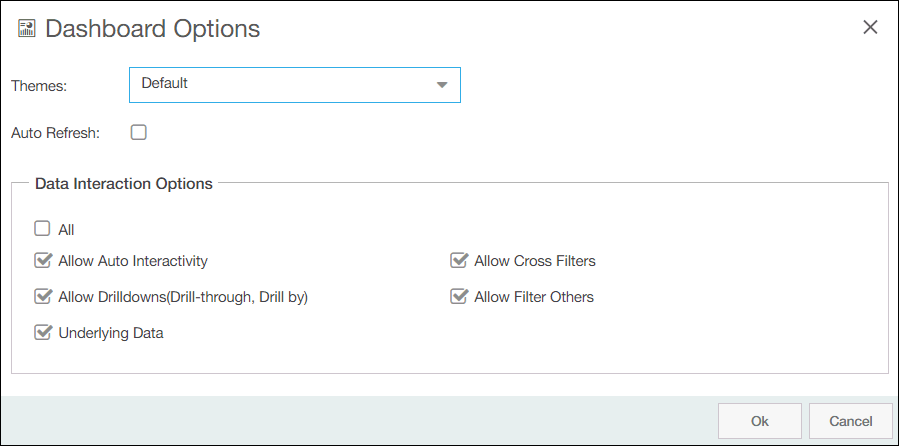 Dashboard Options
Themes: Default
Auto Refresh:
Data Interaction Options
All
Allow Auto Interactivity
Allow Cross Filters
Allow Drilldowns(Drill-through, Drill by)
Allow Filter Others
Underlying Data
Ok
Cancel